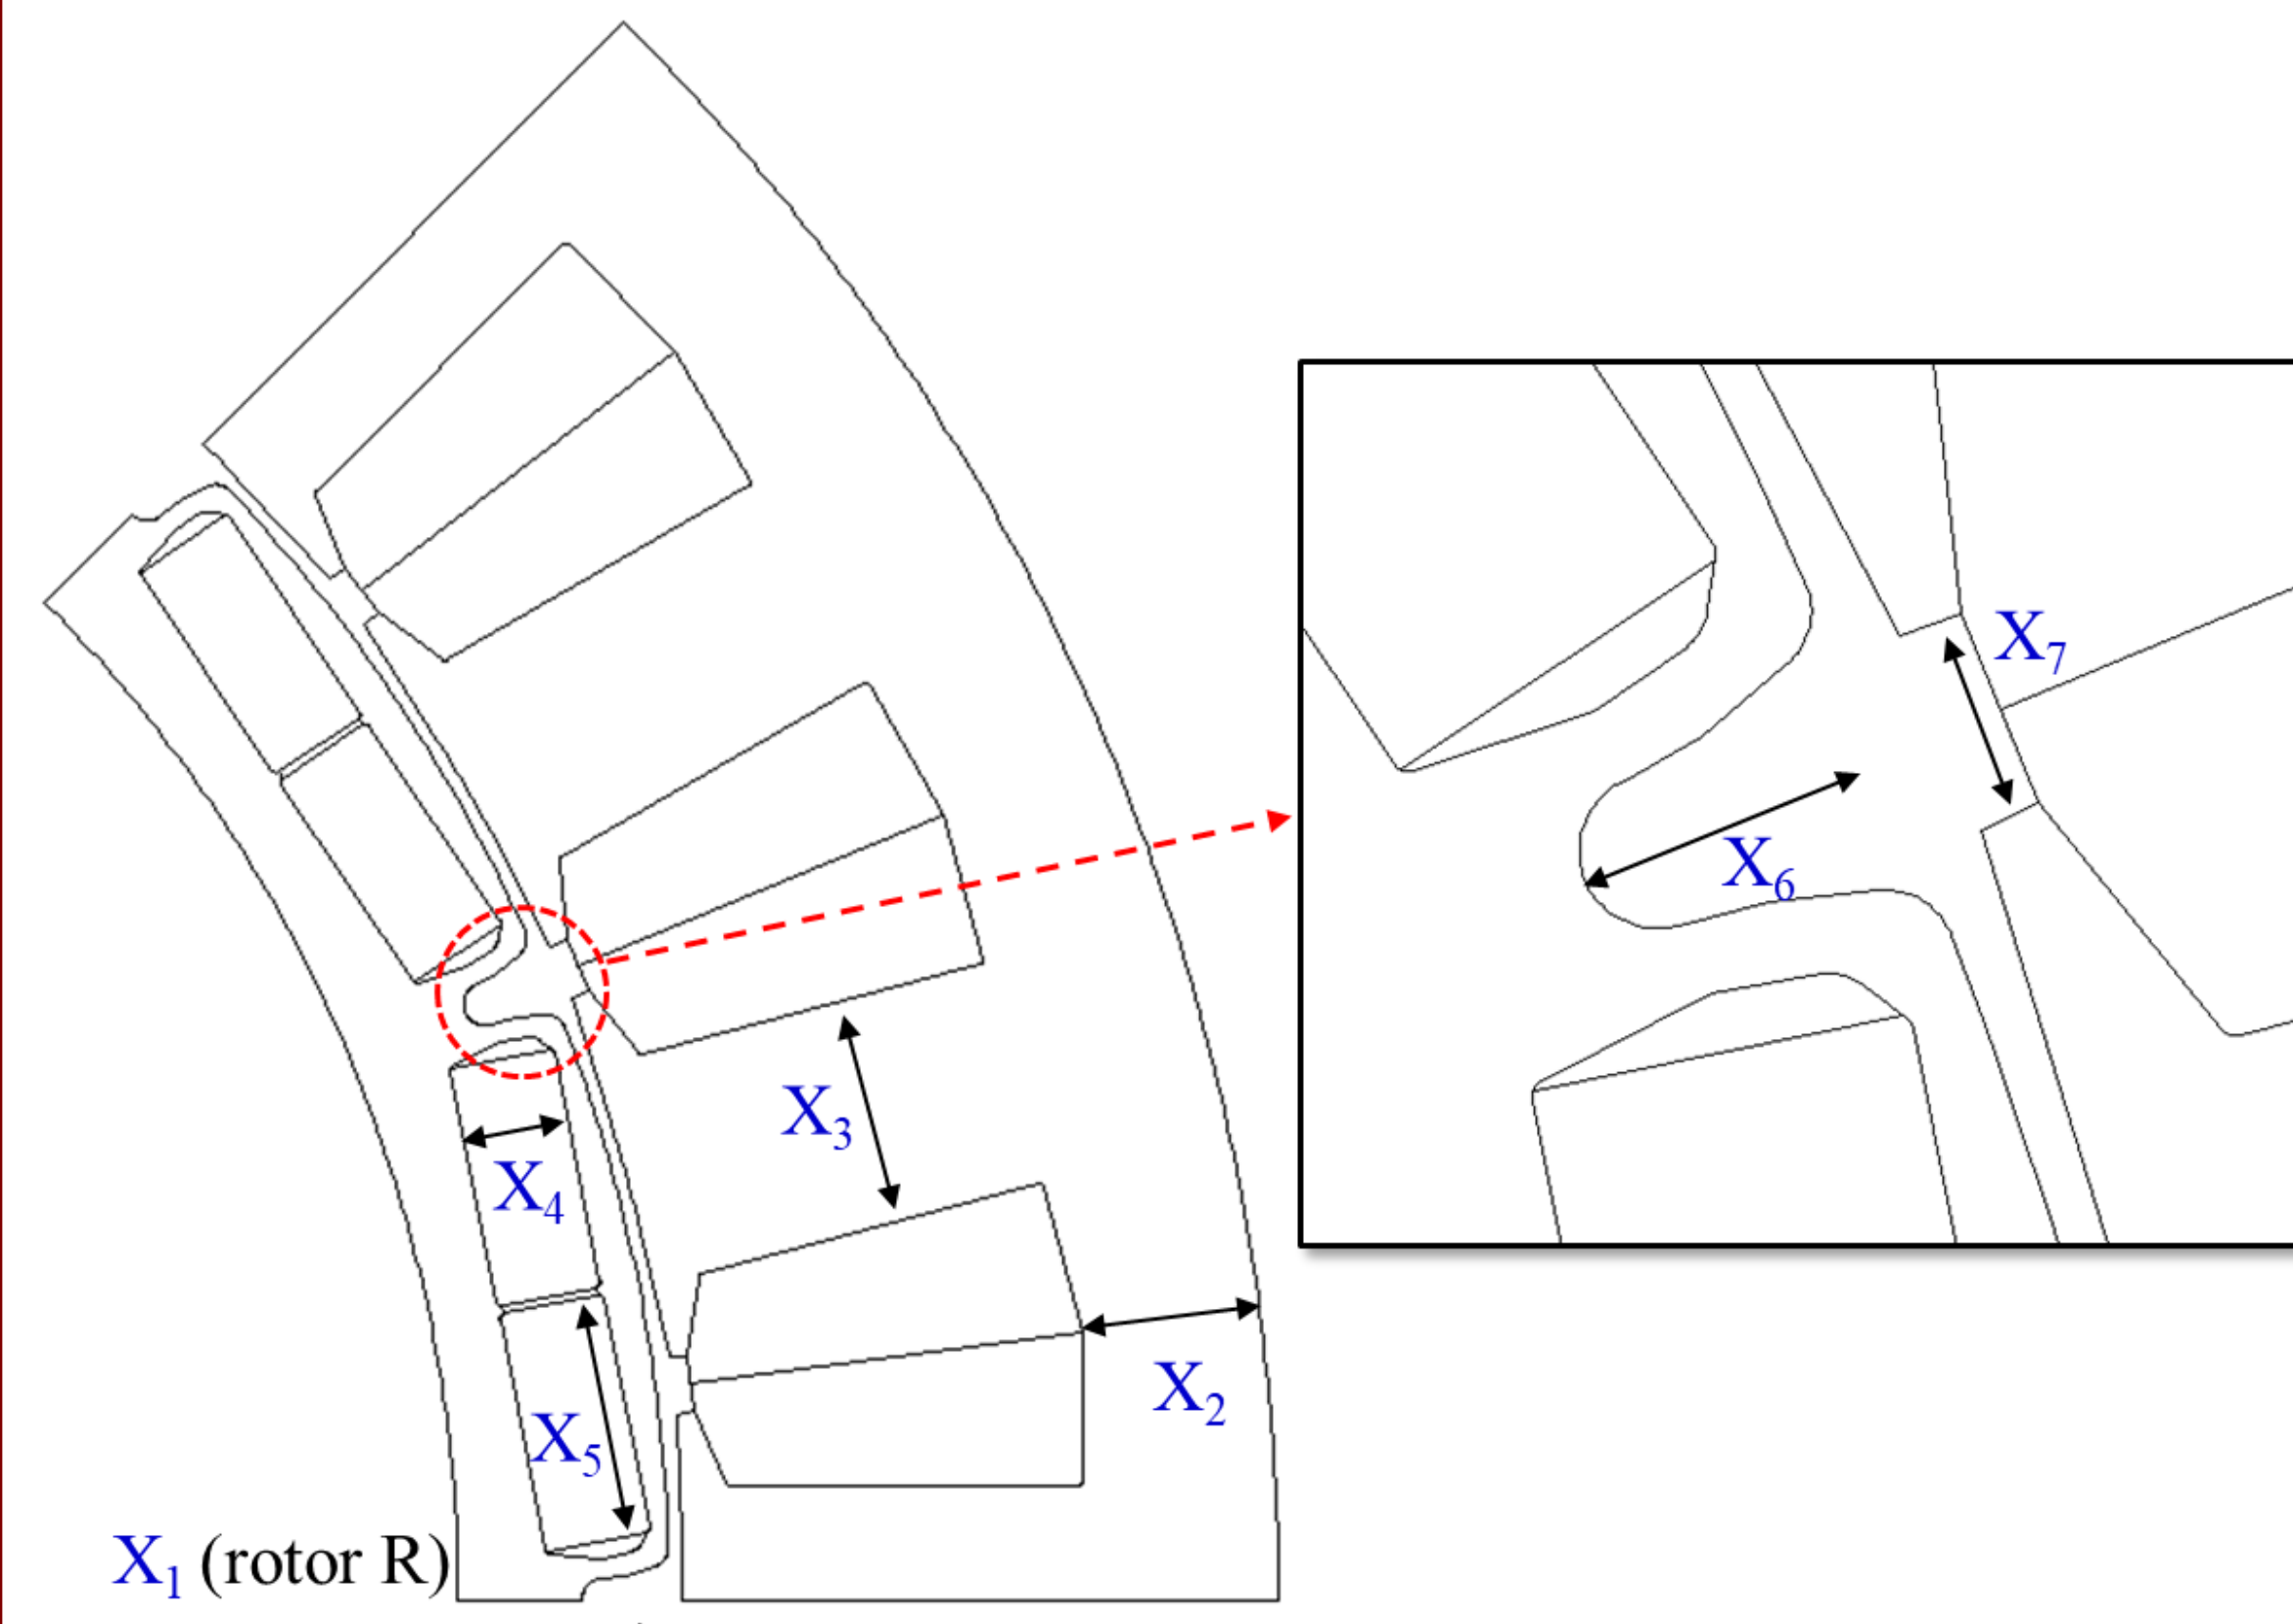 X₇
X₆
X₃
X₄
X₂
X₅
X₁ (rotor R)